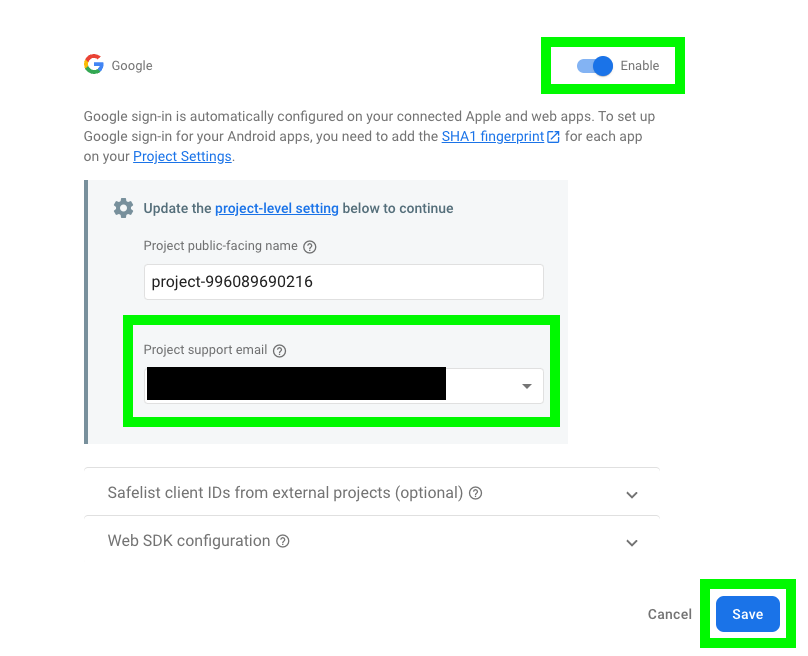 Google
Enable
Google sign-in is automatically configured on your connected Apple and web apps. To set up
Google sign-in for your Android apps, you need to add the SHA1 fingerprint for each app
on your Project Settings.
Update the project-level setting below to continue
Project public-facing name
project-996089690216
Project support email
Safelist client IDs from external projects (optional)
Web SDK configuration
Cancel
Save